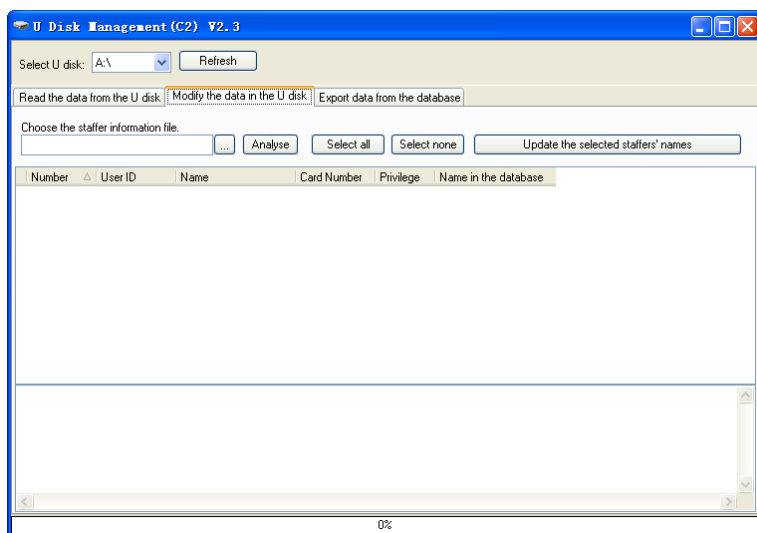 U Disk Management(C2) V2.3
Select U disk: A:\ Refresh
Read the data from the U disk Modify the data in the U disk Export data from the database
Choose the staffer information file.
... Analyse Select all Select none Update the selected staffers' names
Number User ID Name Card Number Privilege Name in the database
0%